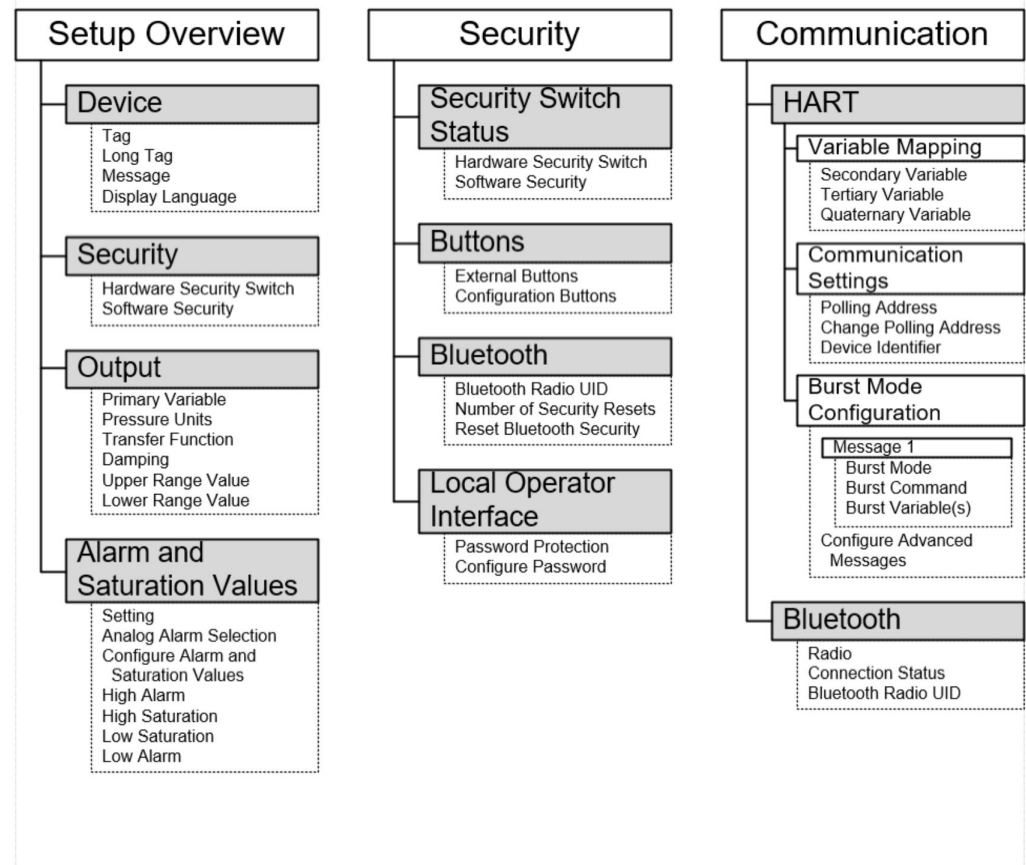 Setup Overview
Device
Tag
Long Tag
Message
Display Language
Security
Hardware Security Switch
Software Security
Output
Primary Variable
Pressure Units
Transfer Function
Damping
Upper Range Value
Lower Range Value
Alarm and
Saturation Values
Setting
Analog Alarm Selection
Configure Alarm and
Saturation Values
High Alarm
High Saturation
Low Saturation
Low Alarm
Security
Security Switch
Status
Hardware Security Switch
Software Security
Buttons
External Buttons
Configuration Buttons
Bluetooth
Bluetooth Radio UID
Number of Security Resets
Reset Bluetooth Security
Local Operator
Interface
Password Protection
Configure Password
Communication
HART
Variable Mapping
Secondary Variable
Tertiary Variable
Quaternary Variable
Communication
Settings
Polling Address
Change Polling Address
Device Identifier
Burst Mode
Configuration
Message 1
Burst Mode
Burst Command
Burst Variable(s)
Configure Advanced
Messages
Bluetooth
Radio
Connection Status
Bluetooth Radio UID